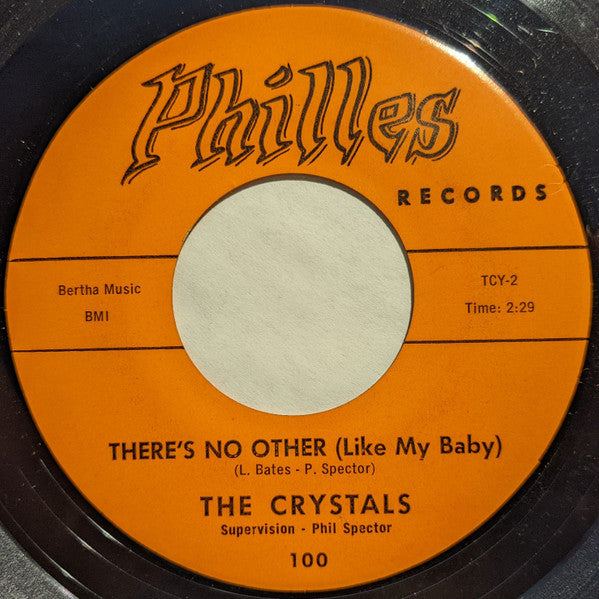 Philles
RECORDS
Bertha Music
BMI
TCY-2
Time: 2:29
THERE'S NO OTHER (Like My Baby)
(L. Bates - P. Spector)
THE CRYSTALS
Supervision - Phil Spector
100